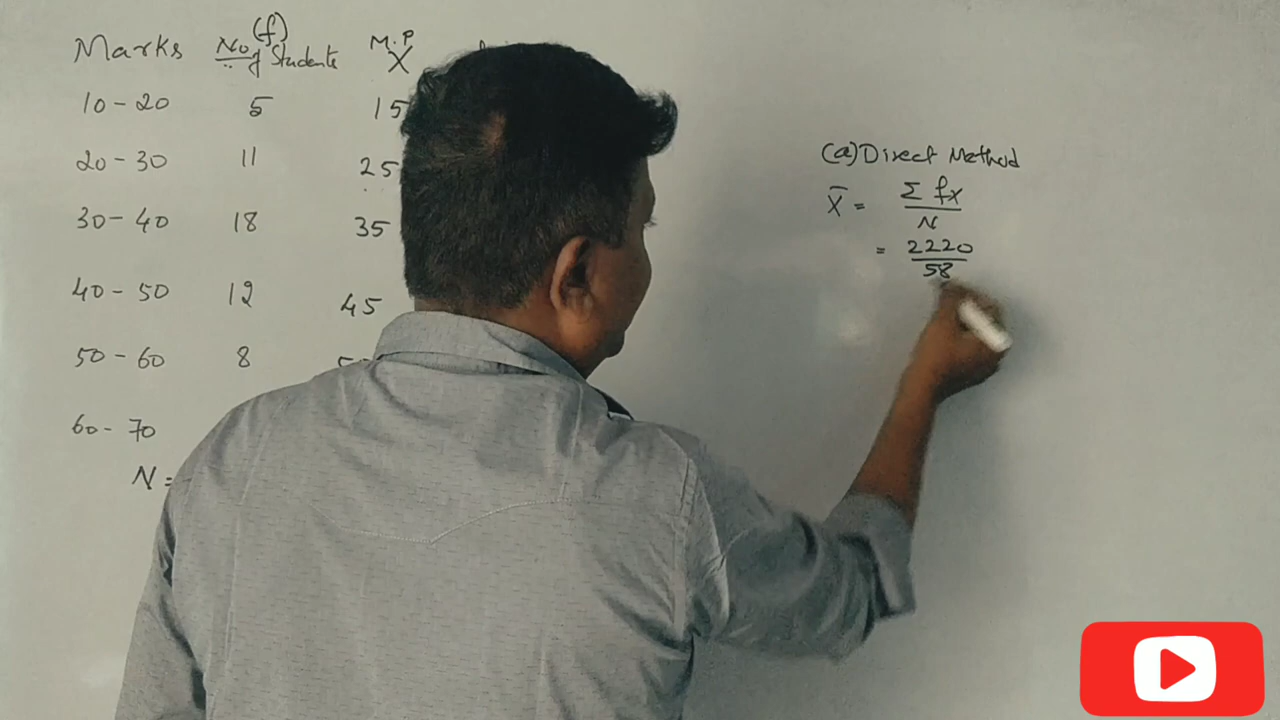 (f)
Marks No. of Students M.P X
10 - 20 5 15
20 - 30 11 25
30 - 40 18 35
40 - 50 12 45
50 - 60 8
60 - 70
N =
(a) Direct Method
X̄ = Σ fx / N
= 2220 / 58